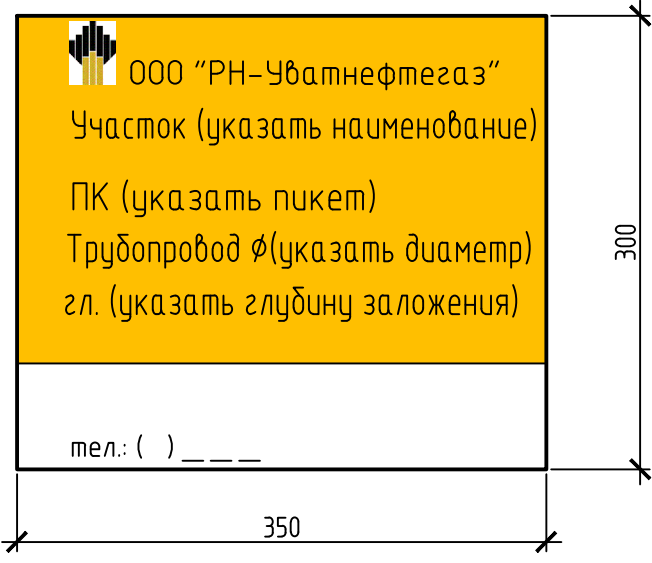 ООО "РН-Уватнефтегаз"
Участок (указать наименование)
ПК (указать пикет)
Трубопровод Ø(указать диаметр)
гл. (указать глубину заложения)
тел.: (  ) _ _ _
300
350